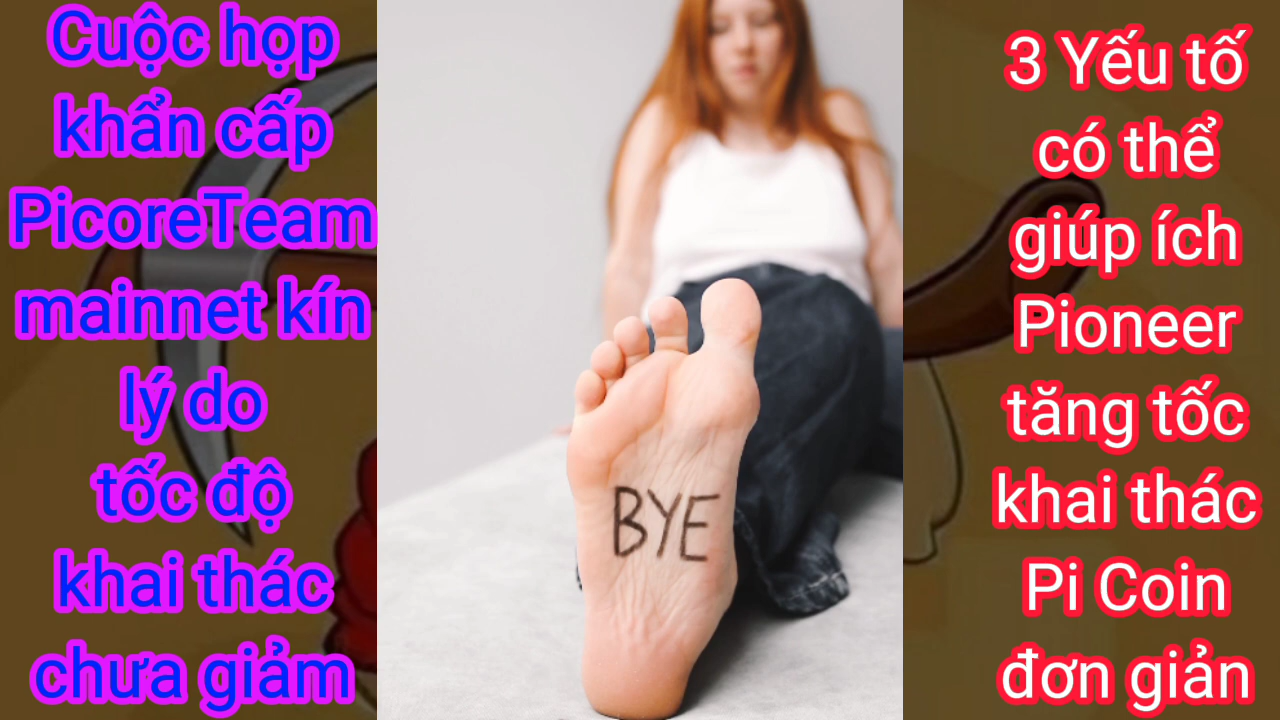 Cuộc họp
khẩn cấp
PicoreTeam
mainnet kín
lý do
tốc độ
khai thác
chưa giảm
BYE
3 Yếu tố
có thể
giúp ích
Pioneer
tăng tốc
khai thác
Pi Coin
đơn giản